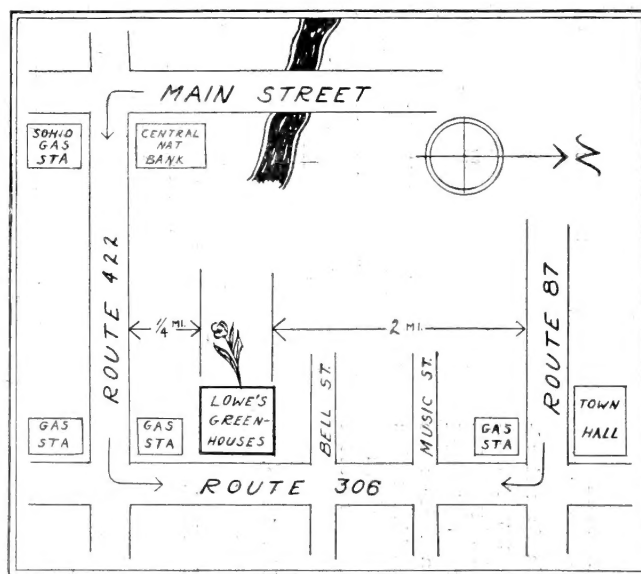 MAIN STREET
SOHIO
GAS
STA
CENTRAL
NAT
BANK
N
ROUTE 422
ROUTE 87
1/4 MI.
2 MI.
LOWE'S
GREEN-
HOUSES
BELL ST.
MUSIC ST.
GAS
STA
GAS
STA
GAS
STA
TOWN
HALL
ROUTE 306